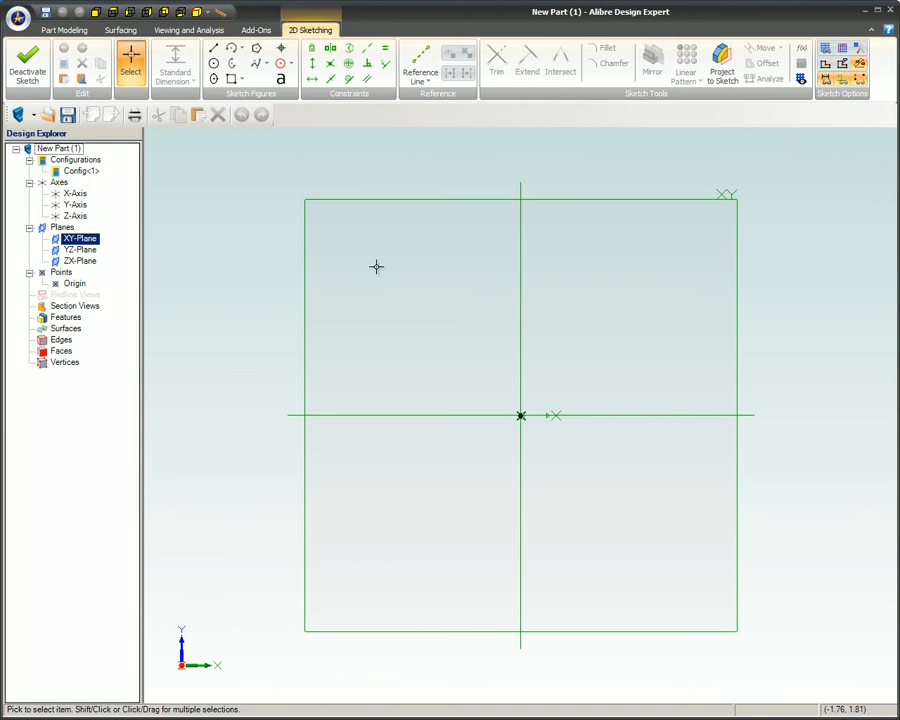 New Part (1) - Alibre Design Expert
Part Modeling Surfacing Viewing and Analysis Add-Ons 2D Sketching
Deactivate Sketch
Edit
Select
Standard Dimension
a
Sketch Figures
Constraints
Reference Line
Reference
Trim Extend Intersect
Fillet
Chamfer
Mirror
Linear Pattern
Project to Sketch
Move
Offset
Analyze
f(x)
Sketch Tools
Sketch Options
Design Explorer
New Part (1)
Configurations
Config<1>
Axes
X-Axis
Y-Axis
Z-Axis
Planes
XY-Plane
YZ-Plane
ZX-Plane
Points
Origin
Redline Views
Section Views
Features
Surfaces
Edges
Faces
Vertices
XY
X
Y
X
Pick to select item. Shift/Click or Click/Drag for multiple selections.
(-1.76, 1.81)